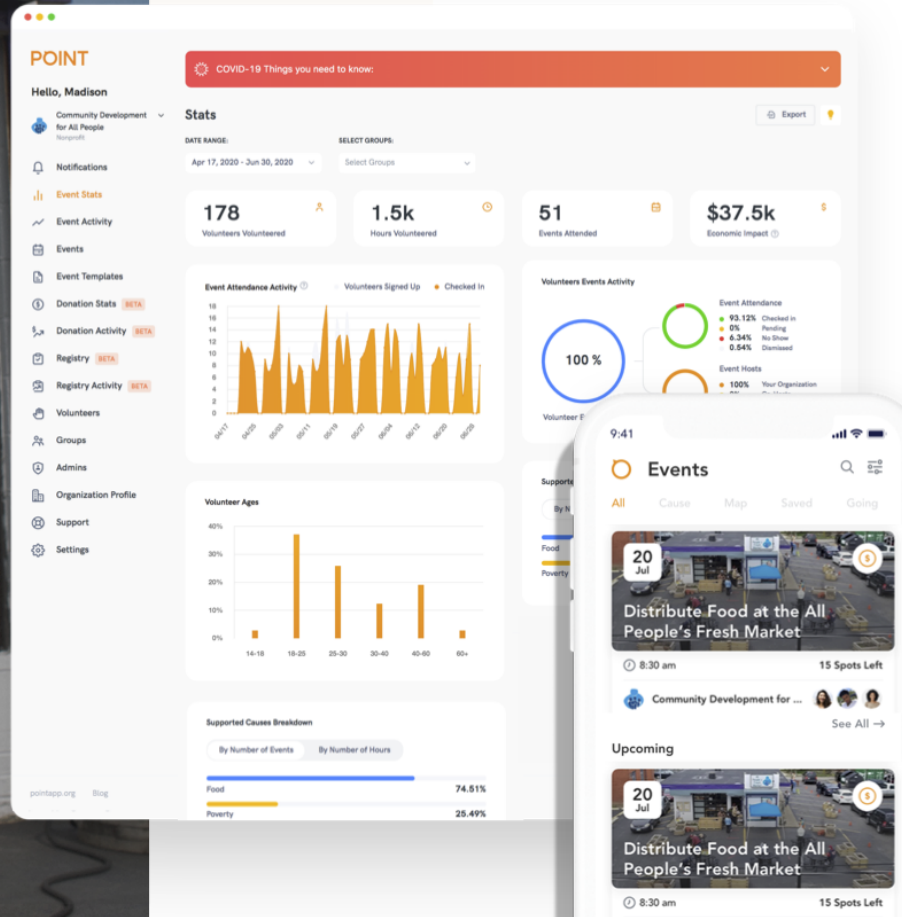 POINT
Hello, Madison
Community Development
for All People
Nonprofit
Notifications
Event Stats
Event Activity
Events
Event Templates
Donation Stats BETA
Donation Activity BETA
Registry BETA
Registry Activity BETA
Volunteers
Groups
Admins
Organization Profile
Support
Settings
pointapp.org Blog
COVID-19 Things you need to know:
Stats
Export
DATE RANGE: SELECT GROUPS:
Apr 17, 2020 - Jun 30, 2020 Select Groups
178
Volunteers Volunteered
1.5k
Hours Volunteered
51
Events Attended
$37.5k
Economic Impact
Event Attendance Activity Volunteers Signed Up Checked In
18
16
14
12
10
8
6
4
2
0
04/17 04/25 05/03 05/11 05/19 05/27 06/04 06/12 06/20 06/29
Volunteers Events Activity
100 %
Event Attendance
93.12% Checked in
0% Pending
6.34% No Show
0.54% Dismissed
Event Hosts
100% Your Organization
Volunteer
Volunteer Ages
40%
30%
20%
10%
0%
14-18 18-25 25-30 30-40 40-60 60+
Supported Causes Breakdown
By Number of Events By Number of Hours
Food 74.51%
Poverty 25.49%
By N
Food
Poverty
9:41
Events
All Cause Map Saved Going
20
Jul
$
Distribute Food at the All
People's Fresh Market
8:30 am 15 Spots Left
Community Development for ...
See All →
Upcoming
20
Jul
$
Distribute Food at the All
People's Fresh Market
8:30 am 15 Spots Left